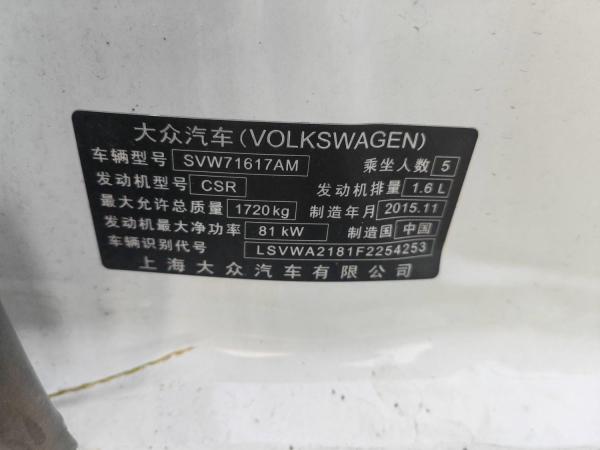 大众汽车(VOLKSWAGEN)
车辆型号 SVW71617AM 乘坐人数 5
发动机型号 CSR 发动机排量 1.6 L
最大允许总质量 1720kg 制造年月 2015.11
发动机最大净功率 81 kW 制造国 中国
车辆识别代号 LSVWA2181F2254253
上海大众汽车有限公司